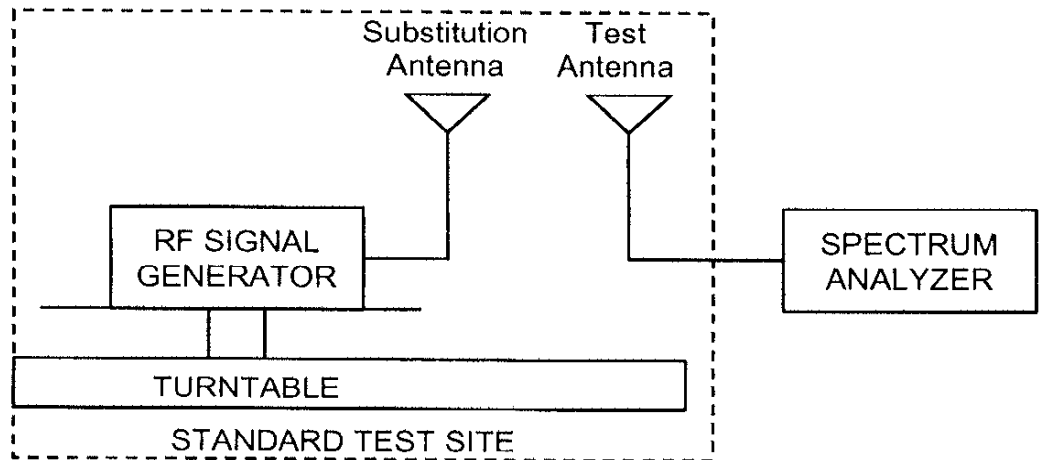 Substitution
Antenna
Test
Antenna
RF SIGNAL
GENERATOR
SPECTRUM
ANALYZER
TURNTABLE
STANDARD TEST SITE